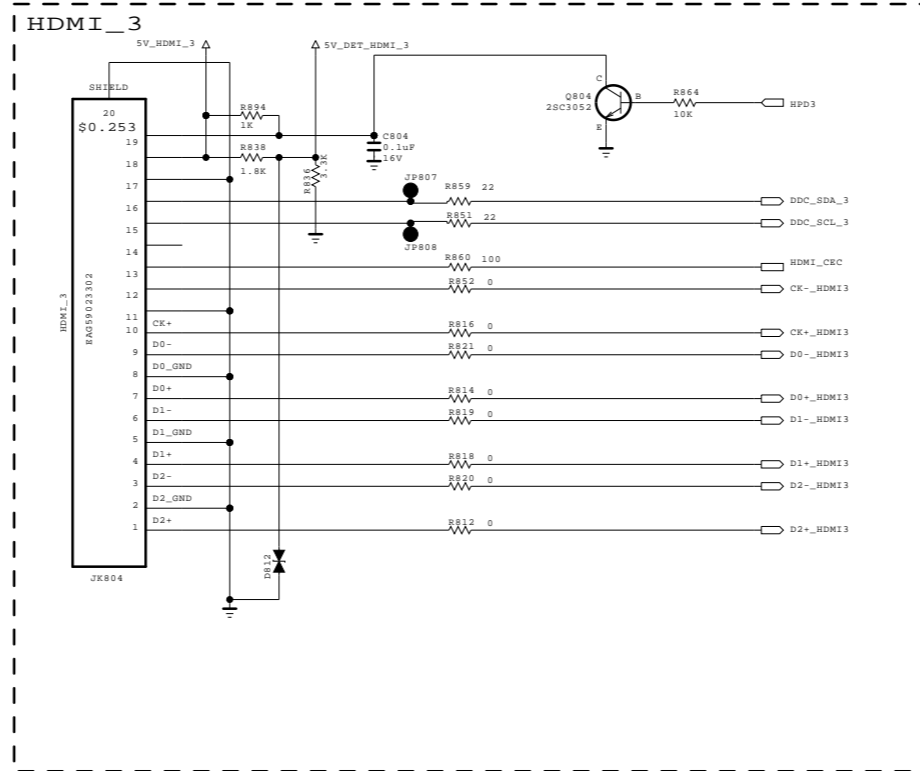 HDMI_3
5V_HDMI_3
5V_DET_HDMI_3
SHIELD
20
$0.253
19
18
17
16
15
14
13
12
11
10
9
8
7
6
5
4
3
2
1
HDMI_3
EAG59023302
JK804
CK+
D0-
D0_GND
D0+
D1-
D1_GND
D1+
D2-
D2_GND
D2+
R894
1K
R838
1.8K
R836
3.3K
C804
0.1uF
16V
D812
JP807
JP808
C
Q804
2SC3052
B
E
R864
10K
HPD3
R859 22
DDC_SDA_3
R851 22
DDC_SCL_3
R860 100
HDMI_CEC
R852 0
CK-_HDMI3
R816 0
CK+_HDMI3
R821 0
D0-_HDMI3
R814 0
D0+_HDMI3
R819 0
D1-_HDMI3
R818 0
D1+_HDMI3
R820 0
D2-_HDMI3
R812 0
D2+_HDMI3